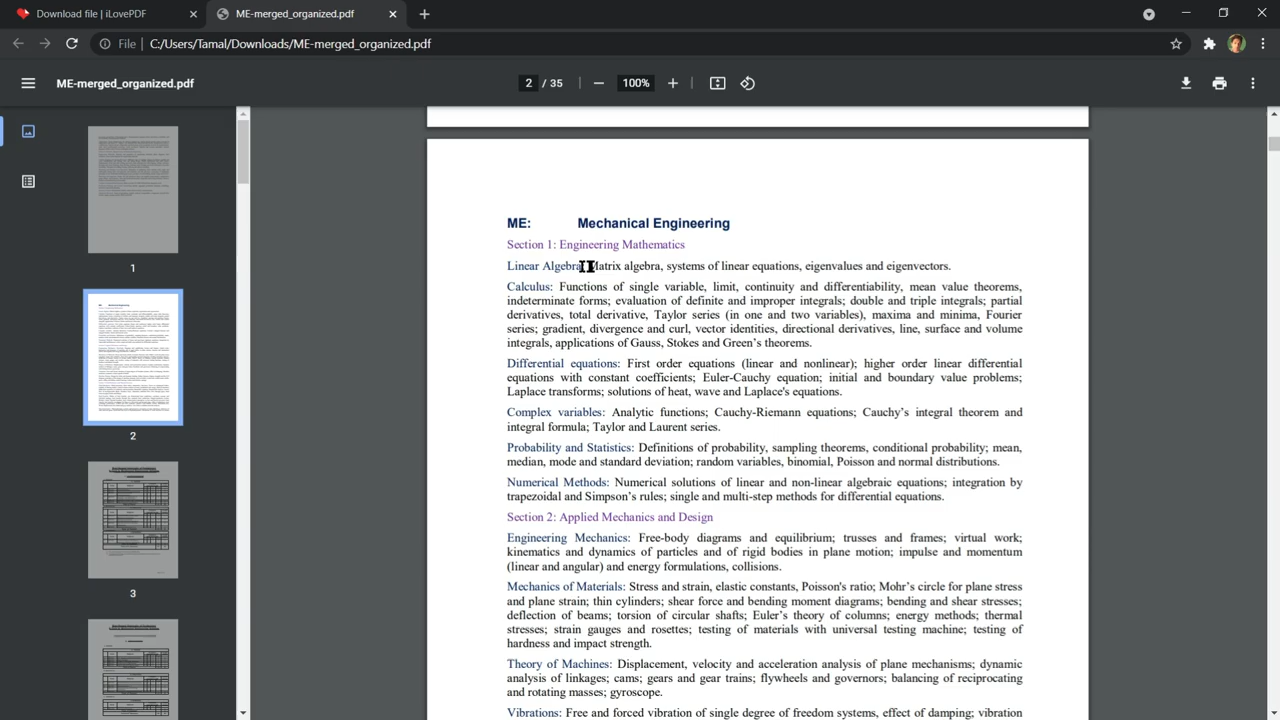 Download file | iLovePDF
ME-merged_organized.pdf
File
C:/Users/Tamal/Downloads/ME-merged_organized.pdf
ME-merged_organized.pdf
2 / 35
100%
1
2
3
ME: Mechanical Engineering
Section 1: Engineering Mathematics
Linear Algebra: Matrix algebra, systems of linear equations, eigenvalues and eigenvectors.
Calculus: Functions of single variable, limit, continuity and differentiability, mean value theorems,
indeterminate forms; evaluation of definite and improper integrals; double and triple integrals; partial
derivatives, total derivative, Taylor series (in one and two variables), maxima and minima, Fourier
series; gradient, divergence and curl, vector identities, directional derivatives, line, surface and volume
integrals, applications of Gauss, Stokes and Green's theorems.
Differential equations: First order equations (linear and nonlinear); higher order linear differential
equations with constant coefficients; Euler-Cauchy equation; initial and boundary value problems;
Laplace transforms; solutions of heat, wave and Laplace's equations.
Complex variables: Analytic functions; Cauchy-Riemann equations; Cauchy's integral theorem and
integral formula; Taylor and Laurent series.
Probability and Statistics: Definitions of probability, sampling theorems, conditional probability; mean,
median, mode and standard deviation; random variables, binomial, Poisson and normal distributions.
Numerical Methods: Numerical solutions of linear and non-linear algebraic equations; integration by
trapezoidal and Simpson's rules; single and multi-step methods for differential equations.
Section 2: Applied Mechanics and Design
Engineering Mechanics: Free-body diagrams and equilibrium; trusses and frames; virtual work;
kinematics and dynamics of particles and of rigid bodies in plane motion; impulse and momentum
(linear and angular) and energy formulations, collisions.
Mechanics of Materials: Stress and strain, elastic constants, Poisson's ratio; Mohr's circle for plane stress
and plane strain; thin cylinders; shear force and bending moment diagrams; bending and shear stresses;
deflection of beams; torsion of circular shafts; Euler's theory of columns; energy methods; thermal
stresses; strain gauges and rosettes; testing of materials with universal testing machine; testing of
hardness and impact strength.
Theory of Machines: Displacement, velocity and acceleration analysis of plane mechanisms; dynamic
analysis of linkages; cams; gears and gear trains; flywheels and governors; balancing of reciprocating
and rotating masses; gyroscope.
Vibrations: Free and forced vibration of single degree of freedom systems, effect of damping; vibration